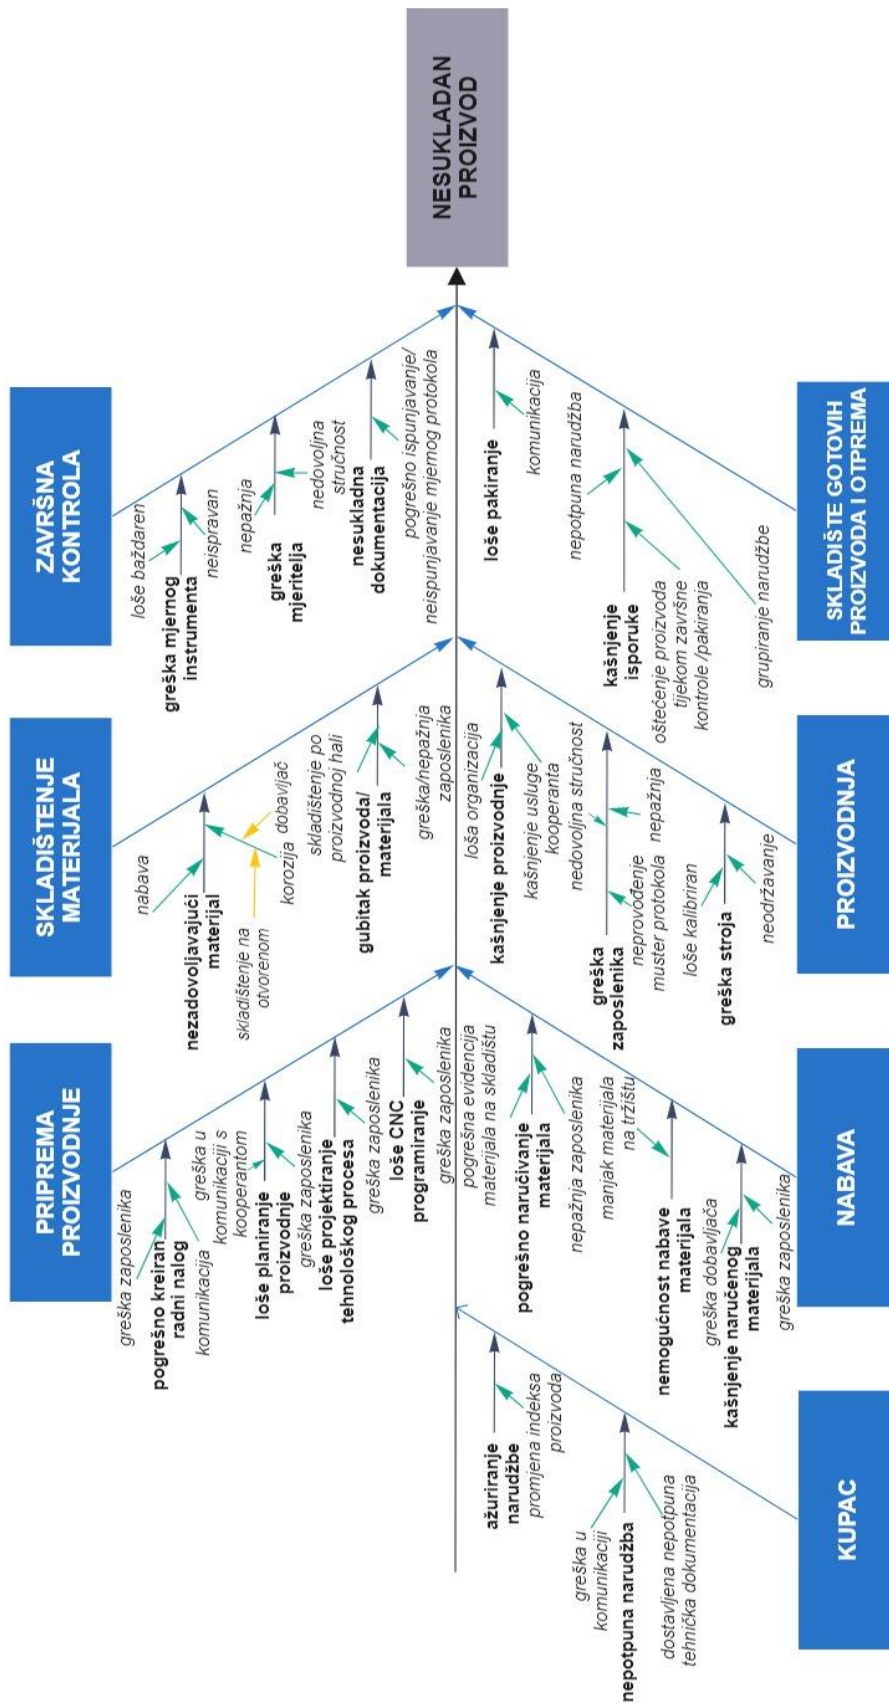 PRIPREMA
PROIZVODNJE
greška zaposlenika
pogrešno kreiran
radni nalog
komunikacija
greška u
komunikaciji s
kooperantom
loše planiranje
proizvodnje
greška zaposlenika
loše projektiranje
tehnološkog procesa
greška zaposlenika
loše CNC
programiranje
greška zaposlenika
SKLADIŠTENJE
MATERIJALA
nabava
nezadovoljavajući
materijal
skladištenje na
otvorenom
korozija
dobavljač
skladištenje po
proizvodnoj hali
gubitak proizvoda/
materijala
greška/nepažnja
zaposlenika
ZAVRŠNA
KONTROLA
loše baždaren
greška mjernog
instrumenta
neispravan
nepažnja
greška
mjeritelja
nedovoljna
stručnost
nesukladna
dokumentacija
pogrešno ispunjavanje/
neispunjavanje mjernog protokola
NESUKLADAN
PROIZVOD
ažuriranje
narudžbe
promjena indeksa
proizvoda
greška u
komunikaciji
nepotpuna narudžba
dostavljena nepotpuna
tehnička dokumentacija
KUPAC
pogrešna evidencija
materijala na skladištu
pogrešno naručivanje
materijala
nepažnja zaposlenika
manjak materijala
na tržištu
nemogućnost nabave
materijala
greška dobavljača
kašnjenje naručenog
materijala
greška zaposlenika
NABAVA
loša organizacija
kašnjenje proizvodnje
kašnjenje usluge
kooperanta
nedovoljna stručnost
greška
zaposlenika
neprovođenje
muster protokola
nepažnja
loše kalibriran
greška stroja
neodržavanje
PROIZVODNJA
loše pakiranje
komunikacija
nepotpuna narudžba
kašnjenje
isporuke
oštećenje proizvoda
tijekom završne
kontrole /pakiranja
grupiranje narudžbe
SKLADIŠTE GOTOVIH
PROIZVODA I OTPREMA